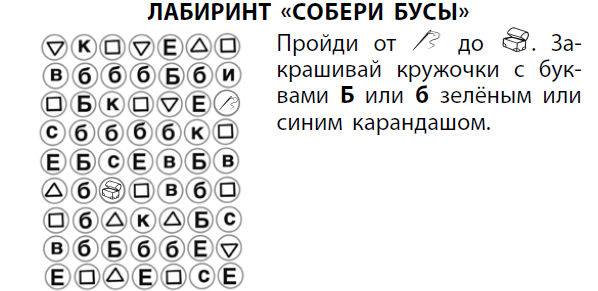 ЛАБИРИНТ «СОБЕРИ БУСЫ»
Пройди от до . За-
крашивай кружочки с бук-
вами Б или б зелёным или
синим карандашом.
к Е
в б б б Б б и
Б к Е
с б б б б к
Е Б с Е в Б в
б в б
б к Б с
в б Б б б Е
Е Е с Е